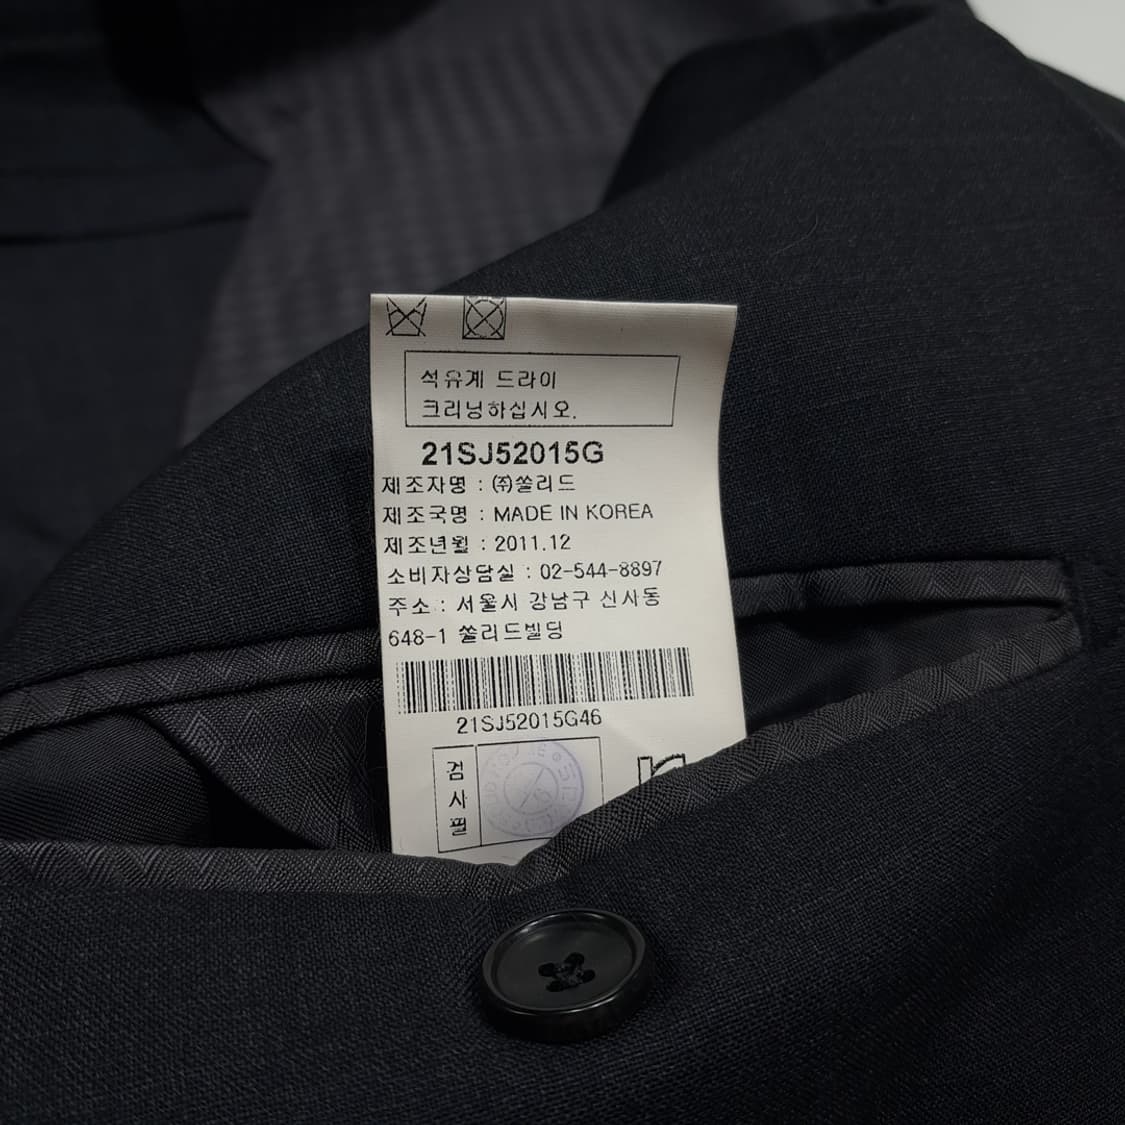 석유계 드라이
크리닝하십시오.
21SJ52015G
제조자명 : ㈜쏠리드
제조국명 : MADE IN KOREA
제조년월 : 2011.12
소비자상담실 : 02-544-8897
주소 : 서울시 강남구 신사동
648-1 쏠리드빌딩
21SJ52015G46
검
사
필